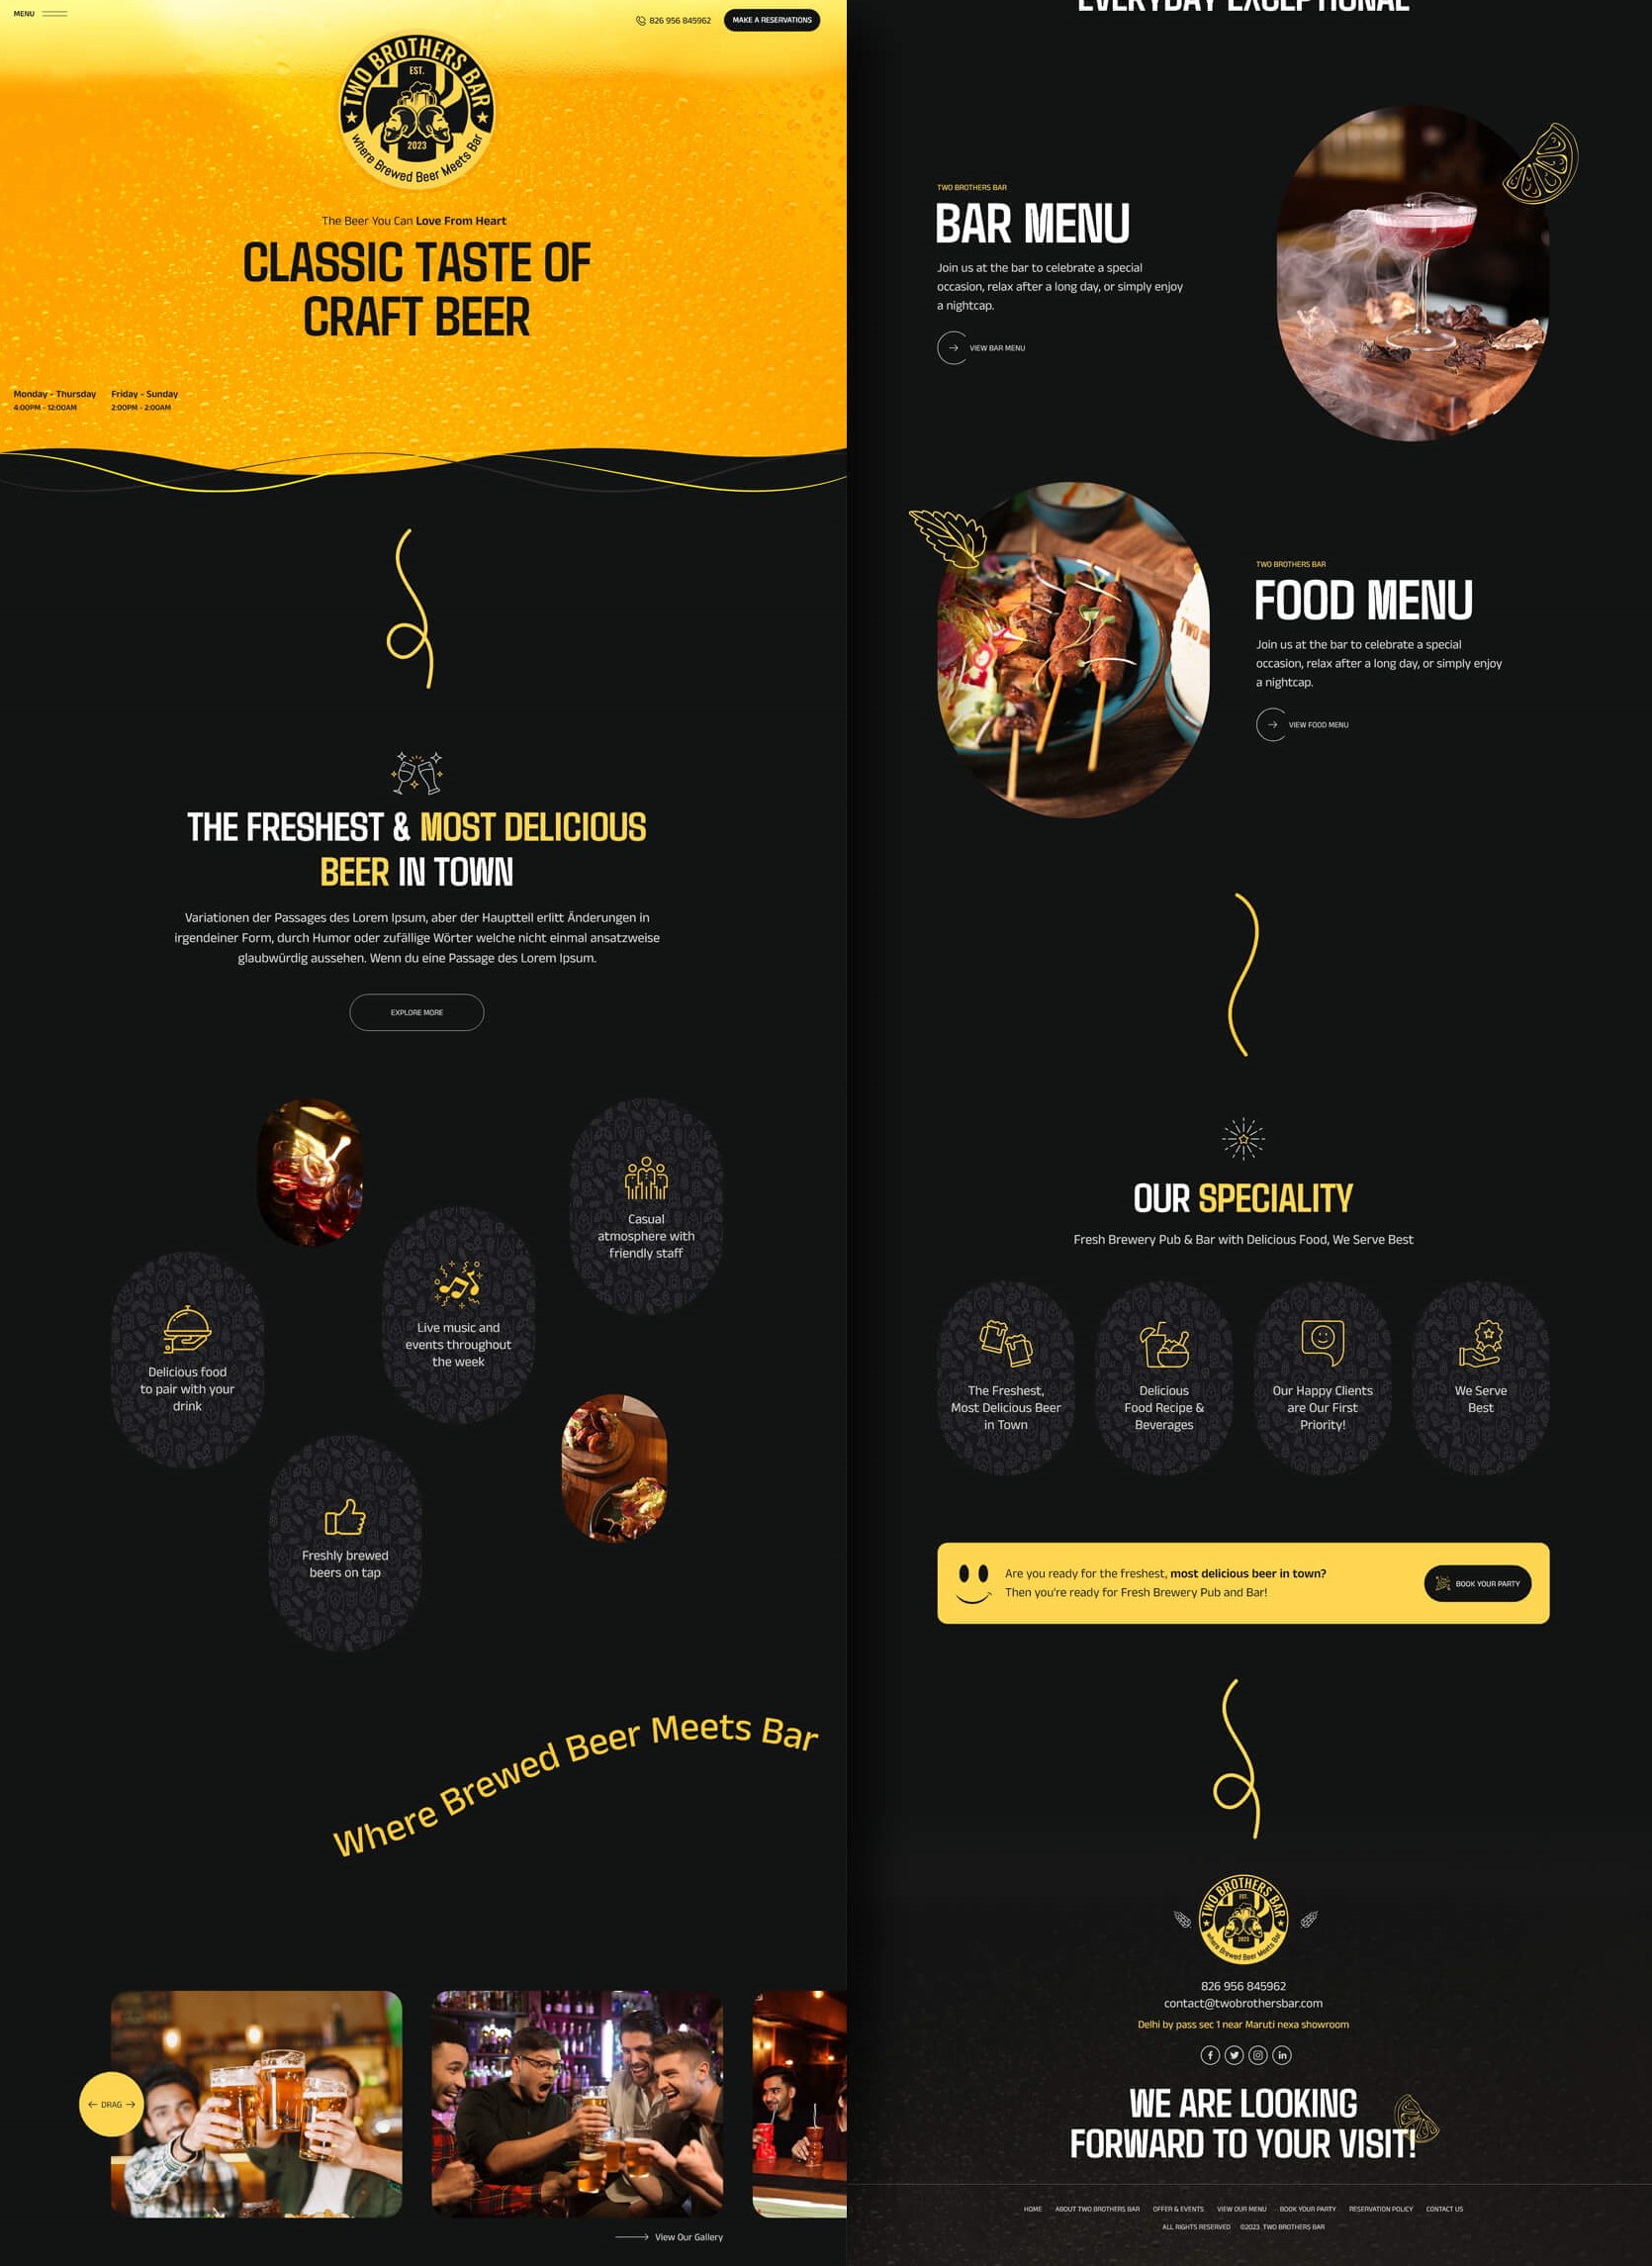 MENU
826 956 845962
MAKE A RESERVATIONS
TWO BROTHERS BAR
EST.
2023
where Brewed Beer Meets Bar
The Beer You Can Love From Heart
CLASSIC TASTE OF
CRAFT BEER
Monday - Thursday
4:00PM - 12:00AM
Friday - Sunday
2:00PM - 2:00AM
THE FRESHEST & MOST DELICIOUS
BEER IN TOWN
Variationen der Passages des Lorem Ipsum, aber der Hauptteil erlitt Änderungen in
irgendeiner Form, durch Humor oder zufällige Wörter welche nicht einmal ansatzweise
glaubwürdig aussehen. Wenn du eine Passage des Lorem Ipsum.
EXPLORE MORE
Casual
atmosphere with
friendly staff
Live music and
events throughout
the week
Delicious food
to pair with your
drink
Freshly brewed
beers on tap
Where Brewed Beer Meets Bar
DRAG
View Our Gallery
EVERYDAY EXCEPTIONAL
TWO BROTHERS BAR
BAR MENU
Join us at the bar to celebrate a special
occasion, relax after a long day, or simply enjoy
a nightcap.
VIEW BAR MENU
TWO BROTHERS BAR
FOOD MENU
Join us at the bar to celebrate a special
occasion, relax after a long day, or simply enjoy
a nightcap.
VIEW FOOD MENU
OUR SPECIALITY
Fresh Brewery Pub & Bar with Delicious Food, We Serve Best
The Freshest,
Most Delicious Beer
in Town
Delicious
Food Recipe &
Beverages
Our Happy Clients
are Our First
Priority!
We Serve
Best
Are you ready for the freshest, most delicious beer in town?
Then you're ready for Fresh Brewery Pub and Bar!
BOOK YOUR PARTY
TWO BROTHERS BAR
EST.
2023
where Brewed Beer Meets Bar
826 956 845962
contact@twobrothersbar.com
Delhi by pass sec 1 near Maruti nexa showroom
WE ARE LOOKING
FORWARD TO YOUR VISIT!
HOME ABOUT TWO BROTHERS BAR OFFER & EVENTS VIEW OUR MENU BOOK YOUR PARTY RESERVATION POLICY CONTACT US
ALL RIGHTS RESERVED ©2023 TWO BROTHERS BAR